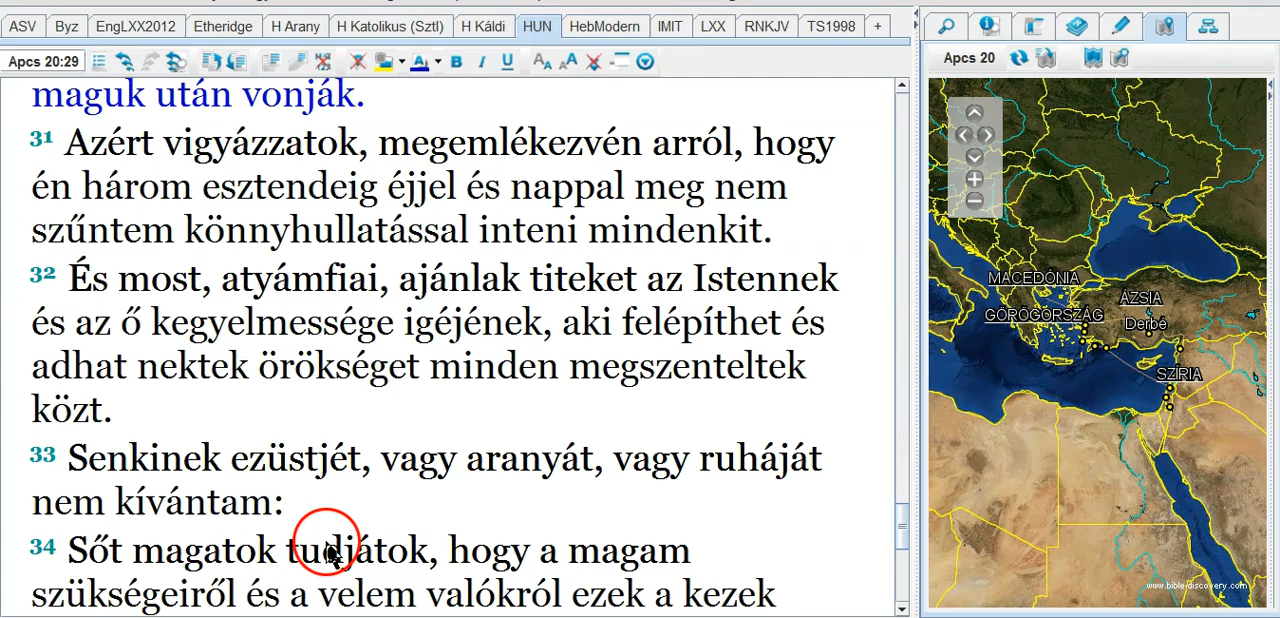 ASV Byz EngLXX2012 Etheridge H Arany H Katolikus (Sztl) H Káldi HUN HebModern IMIT LXX RNKJV TS1998 +
Apcs 20:29
Apcs 20
maguk után vonják.
31 Azért vigyázzatok, megemlékezvén arról, hogy
én három esztendeig éjjel és nappal meg nem
szűntem könnyhullatással inteni mindenkit.
32 És most, atyámfiai, ajánlak titeket az Istennek
és az ő kegyelmessége igéjének, aki felépíthet és
adhat nektek örökséget minden megszenteltek
közt.
33 Senkinek ezüstjét, vagy aranyát, vagy ruháját
nem kívántam:
34 Sőt magatok tudjátok, hogy a magam
szükségeiről és a velem valókról ezek a kezek
MACEDÓNIA
ÁZSIA
GÖRÖGORSZÁG
Derbé
SZÍRIA
www.bible-discovery.com